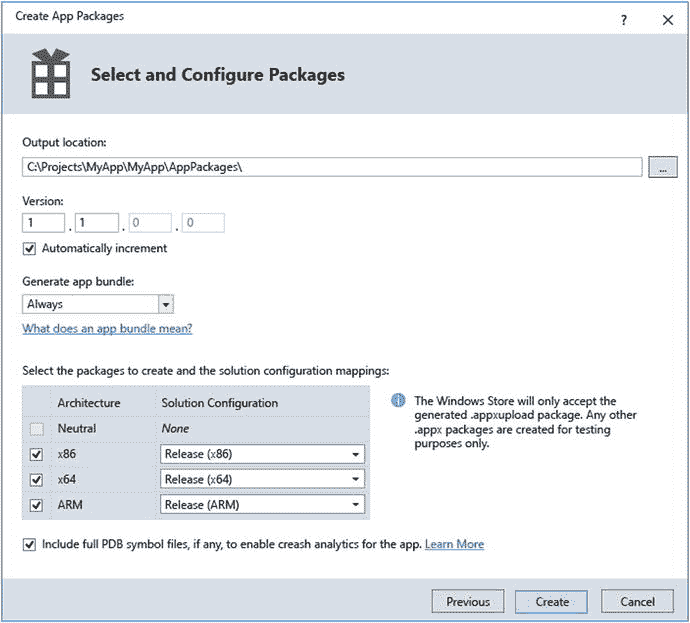 Create App Packages
?
Select and Configure Packages
Output location:
C:\Projects\MyApp\MyApp\AppPackages\
...
Version:
1 . 1 . 0 . 0
Automatically increment
Generate app bundle:
Always
What does an app bundle mean?
Select the packages to create and the solution configuration mappings:
Architecture Solution Configuration
Neutral None
x86 Release (x86)
x64 Release (x64)
ARM Release (ARM)
The Windows Store will only accept the
generated .appxupload package. Any other
.appx packages are created for testing
purposes only.
Include full PDB symbol files, if any, to enable creash analytics for the app. Learn More
Previous Create Cancel